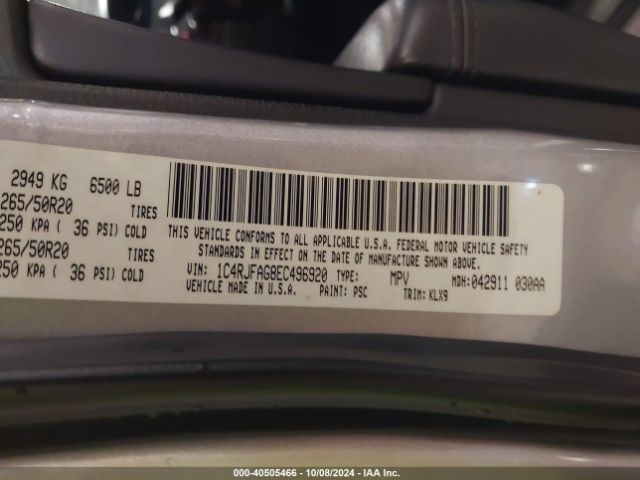 2949 KG 6500 LB
265/50R20 TIRES
250 KPA ( 36 PSI) COLD
265/50R20 TIRES
250 KPA ( 36 PSI) COLD
THIS VEHICLE CONFORMS TO ALL APPLICABLE U.S.A. FEDERAL MOTOR VEHICLE SAFETY
STANDARDS IN EFFECT ON THE DATE OF MANUFACTURE SHOWN ABOVE.
VIN: 1C4RJFAG8EC496920 TYPE: MPV MDH:042911 030AA
VEHICLE MADE IN U.S.A. PAINT: PSC TRIM: KLX9
000-40505466 - 10/08/2024 - IAA Inc.